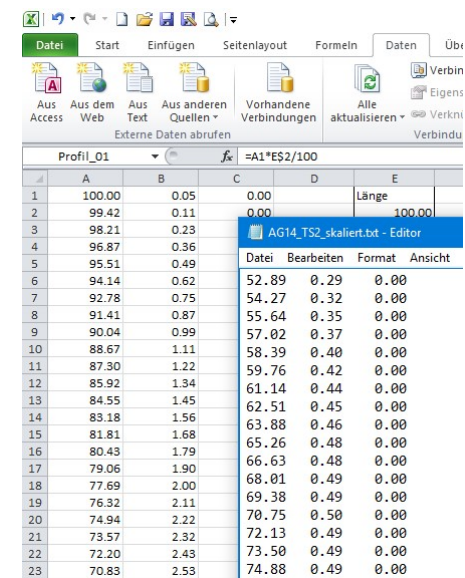 Datei Start Einfügen Seitenlayout Formeln Daten Übe
Aus Access Aus dem Web Aus Text Aus anderen Quellen Vorhandene Verbindungen Alle aktualisieren Verbin
Eigens
Verknü
Externe Daten abrufen Verbindu
Profil_01 fx =A1*E$2/100
A B C D E
1 100.00 0.05 0.00 Länge
2 99.42 0.11 0.00 100.00
3 98.21 0.23
4 96.87 0.36
5 95.51 0.49
6 94.14 0.62
7 92.78 0.75
8 91.41 0.87
9 90.04 0.99
10 88.67 1.11
11 87.30 1.22
12 85.92 1.34
13 84.55 1.45
14 83.18 1.56
15 81.81 1.68
16 80.43 1.79
17 79.06 1.90
18 77.69 2.00
19 76.32 2.11
20 74.94 2.22
21 73.57 2.32
22 72.20 2.43
23 70.83 2.53
AG14_TS2_skaliert.txt - Editor
Datei Bearbeiten Format Ansicht
52.89 0.29 0.00
54.27 0.32 0.00
55.64 0.35 0.00
57.02 0.37 0.00
58.39 0.40 0.00
59.76 0.42 0.00
61.14 0.44 0.00
62.51 0.45 0.00
63.88 0.46 0.00
65.26 0.48 0.00
66.63 0.48 0.00
68.01 0.49 0.00
69.38 0.49 0.00
70.75 0.50 0.00
72.13 0.49 0.00
73.50 0.49 0.00
74.88 0.49 0.00